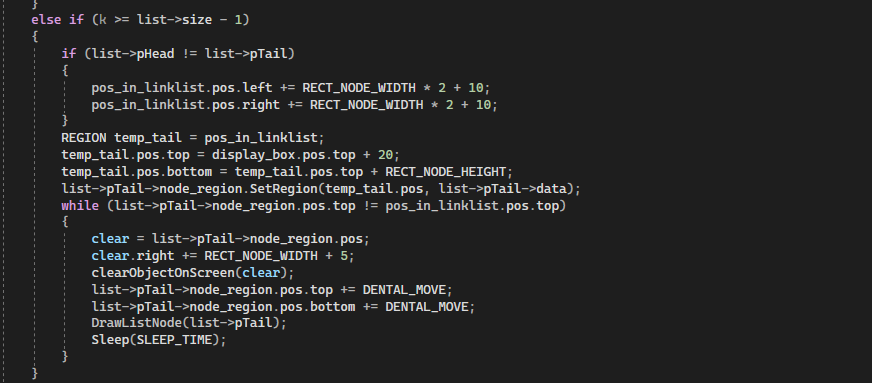 }
else if (k >= list->size - 1)
{
if (list->pHead != list->pTail)
{
pos_in_linklist.pos.left += RECT_NODE_WIDTH * 2 + 10;
pos_in_linklist.pos.right += RECT_NODE_WIDTH * 2 + 10;
}
REGION temp_tail = pos_in_linklist;
temp_tail.pos.top = display_box.pos.top + 20;
temp_tail.pos.bottom = temp_tail.pos.top + RECT_NODE_HEIGHT;
list->pTail->node_region.SetRegion(temp_tail.pos, list->pTail->data);
while (list->pTail->node_region.pos.top != pos_in_linklist.pos.top)
{
clear = list->pTail->node_region.pos;
clear.right += RECT_NODE_WIDTH + 5;
clearObjectOnScreen(clear);
list->pTail->node_region.pos.top += DENTAL_MOVE;
list->pTail->node_region.pos.bottom += DENTAL_MOVE;
DrawListNode(list->pTail);
Sleep(SLEEP_TIME);
}
}